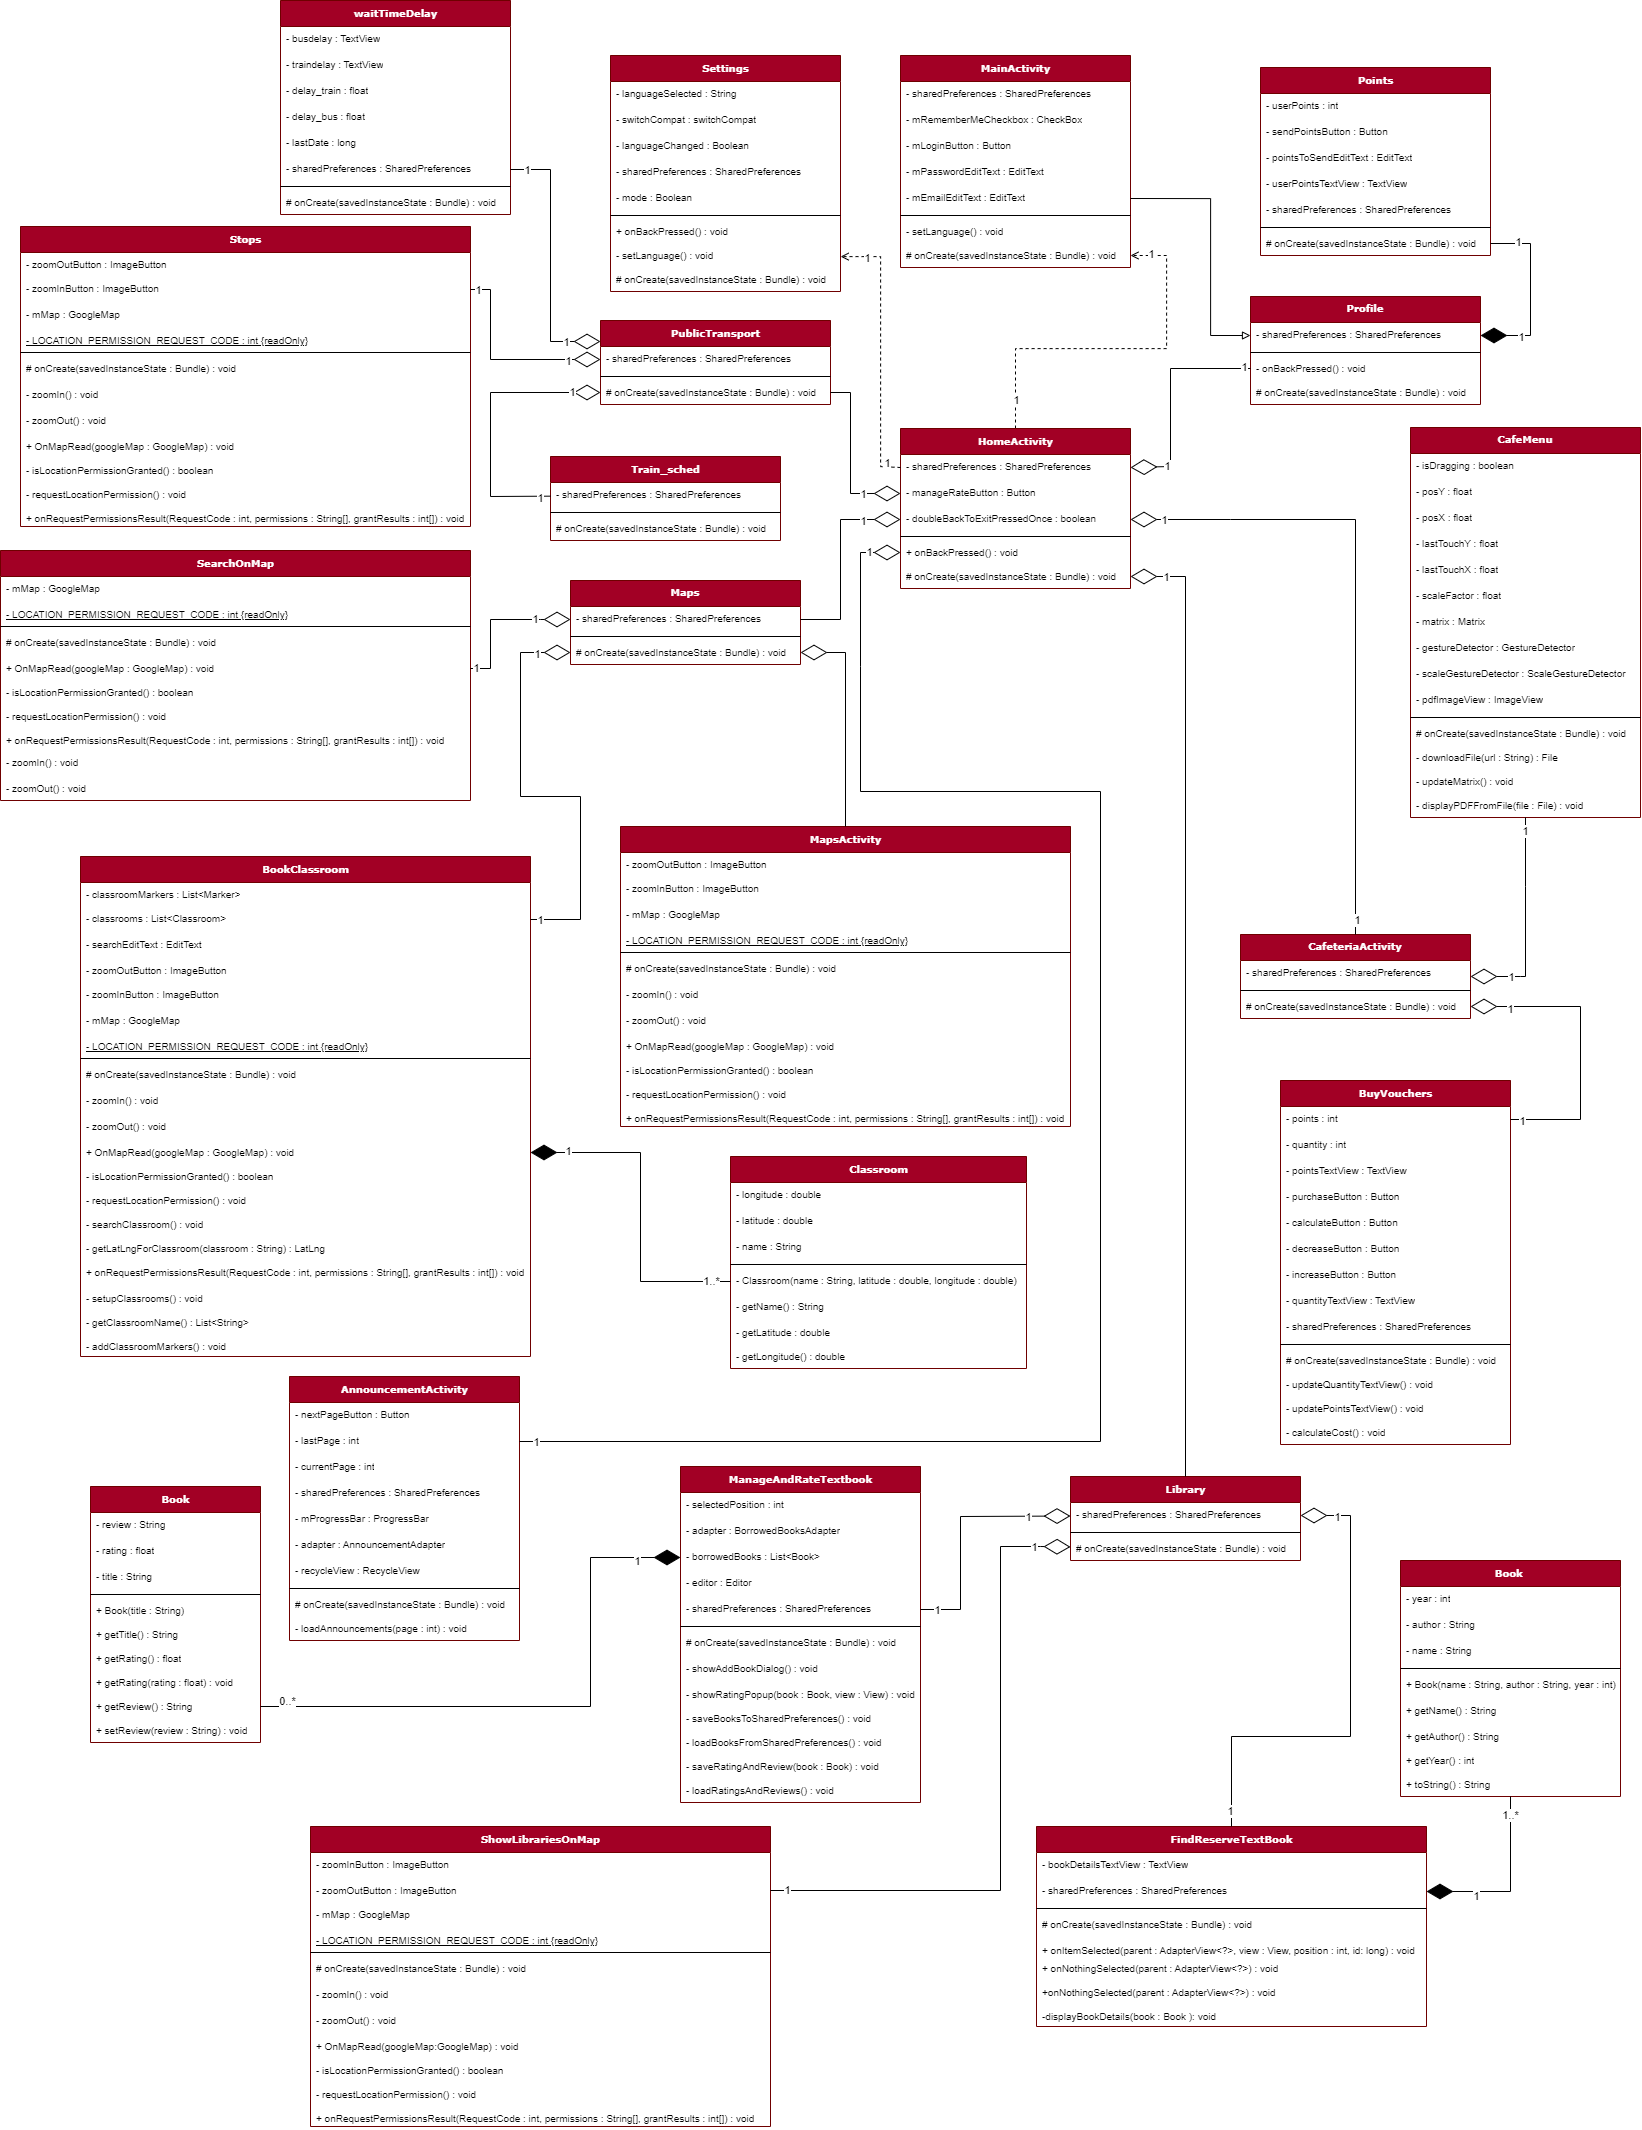 waitTimeDelay
- busdelay : TextView
- traindelay : TextView
- delay_train : float
- delay_bus : float
- lastDate : long
- sharedPreferences : SharedPreferences
# onCreate(savedInstateState : Bundle) : void
1
1
Settings
- languageSelected : String
- switchCompat : switchCompat
- languageChanged : Boolean
- sharedPreferences : SharedPreferences
- mode : Boolean
+ onBackPressed() : void
- setLanguage() : void
# onCreate(savedInstanceState : Bundle) : void
1
1
MainActivity
- sharedPreferences : SharedPreferences
- mRememberMeCheckbox : CheckBox
- mLoginButton : Button
- mPasswordEditText : EditText
- mEmailEditText : EditText
- setLanguage() : void
# onCreate(savedInstanceState : Bundle) : void
1
1
Points
- userPoints : int
- sendPointsButton : Button
- pointsToSendEditText : EditText
- userPointsTextView : TextView
- sharedPreferences : SharedPreferences
# onCreate(savedInstanceState : Bundle) : void
1
1
Stops
- zoomOutButton : ImageButton
- zoomInButton : ImageButton
- mMap : GoogleMap
- LOCATION_PERMISSION_REQUEST_CODE : int {readOnly}
# onCreate(savedInstaceState : Bundle) : void
- zoomIn() : void
- zoomOut() : void
+ OnMapRead(googleMap : GoogleMap) : void
- isLocationPermissionGranted() : boolean
- requestLocationPermission() : void
+ onRequestPermissionsResult(RequestCode : int, permissions : String[], grantResults : int[]) : void
1
1
PublicTransport
- sharedPreferences : SharedPreferences
# onCreate(savedInstaceState : Bundle) : void
1
1
Profile
- sharedPreferences : SharedPreferences
- onBackPressed() : void
# onCreate(savedInstanceState : Bundle) : void
1
1
HomeActivity
- sharedPreferences : SharedPreferences
- manageRateButton : Button
- doubleBackToExitPressedOnce : boolean
+ onBackPressed() : void
# onCreate(savedInstanceState : Bundle) : void
1
1
1
1
1
CafeMenu
- isDragging : boolean
- posY : float
- posX : float
- lastTouchY : float
- lastTouchX : float
- scaleFactor : float
- matrix : Matrix
- gestureDetector : GestureDetector
- scaleGestureDetector : ScaleGestureDetector
- pdfImageView : ImageView
# onCreate(savedInstanceState : Bundle) : void
- downloadFile(url : String) : File
- updateMatrix() : void
- displayPDFFromFile(file : File) : void
1
1
Train_sched
- sharedPreferences : SharedPreferences
# onCreate(savedInstanceState : Bundle) : void
1
SearchOnMap
- mMap : GoogleMap
- LOCATION_PERMISSION_REQUEST_CODE : int {readOnly}
# onCreate(savedInstaceState : Bundle) : void
+ OnMapRead(googleMap : GoogleMap) : void
- isLocationPermissionGranted() : boolean
- requestLocationPermission() : void
+ onRequestPermissionsResult(RequestCode : int, permissions : String[], grantResults : int[]) : void
- zoomIn() : void
- zoomOut() : void
1
1
Maps
- sharedPreferences : SharedPreferences
# onCreate(savedInstanceState : Bundle) : void
1
MapsActivity
- zoomOutButton : ImageButton
- zoomInButton : ImageButton
- mMap : GoogleMap
- LOCATION_PERMISSION_REQUEST_CODE : int {readOnly}
# onCreate(savedInstaceState : Bundle) : void
- zoomIn() : void
- zoomOut() : void
+ OnMapRead(googleMap : GoogleMap) : void
- isLocationPermissionGranted() : boolean
- requestLocationPermission() : void
+ onRequestPermissionsResult(RequestCode : int, permissions : String[], grantResults : int[]) : void
BookClassroom
- classroomMarkers : List<Marker>
- classrooms : List<Classroom>
- searchEditText : EditText
- zoomOutButton : ImageButton
- zoomInButton : ImageButton
- mMap : GoogleMap
- LOCATION_PERMISSION_REQUEST_CODE : int {readOnly}
# onCreate(savedInstaceState : Bundle) : void
- zoomIn() : void
- zoomOut() : void
+ OnMapRead(googleMap : GoogleMap) : void
- isLocationPermissionGranted() : boolean
- requestLocationPermission() : void
- searchClassroom() : void
- getLatLngForClassroom(classroom : String) : LatLng
+ onRequestPermissionsResult(RequestCode : int, permissions : String[], grantResults : int[]) : void
- setupClassrooms() : void
- getClassroomName() : List<String>
- addClassroomMarkers() : void
1
1
1..*
CafeteriaActivity
- sharedPreferences : SharedPreferences
# onCreate(savedInstanceState : Bundle) : void
1
1
BuyVouchers
- points : int
- quantity : int
- pointsTextView : TextView
- purchaseButton : Button
- calculateButton : Button
- decreaseButton : Button
- increaseButton : Button
- quantityTextView : TextView
- sharedPreferences : SharedPreferences
# onCreate(savedInstanceState : Bundle) : void
- updateQuantityTextView() : void
- updatePointsTextView() : void
- calculateCost() : void
1
Classroom
- longitude : double
- latitude : double
- name : String
- Classroom(name : String, latitude : double, longitude : double)
- getName() : String
- getLatitude : double
- getLongitude() : double
AnnouncementActivity
- nextPageButton : Button
- lastPage : int
- currentPage : int
- sharedPreferences : SharedPreferences
- mProgressBar : ProgressBar
- adapter : AnnouncementAdapter
- recycleView : RecycleView
# onCreate(savedInstanceState : Bundle) : void
- loadAnnouncements(page : int) : void
1
Book
- review : String
- rating : float
- title : String
+ Book(title : String)
+ getTitle() : String
+ getRating() : float
+ getRating(rating : float) : void
+ getReview() : String
+ setReview(review : String) : void
0..*
1
ManageAndRateTextbook
- selectedPosition : int
- adapter : BorrowedBooksAdapter
- borrowedBooks : List<Book>
- editor : Editor
- sharedPreferences : SharedPreferences
# onCreate(savedInstanceState : Bundle) : void
- showAddBookDialog() : void
- showRatingPopup(book : Book, view : View) : void
- saveBooksToSharedPreferences() : void
- loadBooksFromSharedPreferences() : void
- saveRatingAndReview(book : Book) : void
- loadRatingsAndReviews() : void
1
Library
- sharedPreferences : SharedPreferences
# onCreate(savedInstanceState : Bundle) : void
1
1
1
Book
- year : int
- author : String
- name : String
+ Book(name : String, author : String, year : int)
+ getName() : String
+ getAuthor() : String
+ getYear() : int
+ toString() : String
1..*
ShowLibrariesOnMap
- zoomInButton : ImageButton
- zoomOutButton : ImageButton
- mMap : GoogleMap
- LOCATION_PERMISSION_REQUEST_CODE : int {readOnly}
# onCreate(savedInstaceState : Bundle) : void
- zoomIn() : void
- zoomOut() : void
+ OnMapRead(googleMap:GoogleMap) : void
- isLocationPermissionGranted() : boolean
- requestLocationPermission() : void
+ onRequestPermissionsResult(RequestCode : int, permissions : String[], grantResults : int[]) : void
1
1
FindReserveTextBook
- bookDetailsTextView : TextView
- sharedPreferences : SharedPreferences
# onCreate(savedInstanceState : Bundle) : void
+ onItemSelected(parent : AdapterView<?>, view : View, position : int, id: long) : void
+ onNothingSelected(parent : AdapterView<?>) : void
+onNothingSelected(parent : AdapterView<?>) : void
-displayBookDetails(book : Book ): void
1